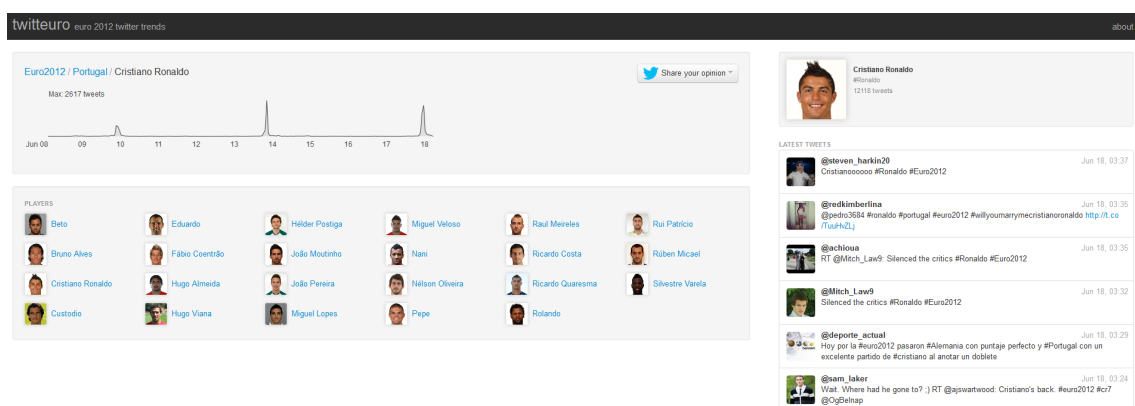 twitteuro euro 2012 twitter trends
about
Euro2012 / Portugal / Cristiano Ronaldo
Share your opinion
Max: 2617 tweets
Jun 08 09 10 11 12 13 14 15 16 17 18
PLAYERS
Beto Eduardo Hélder Postiga Miguel Veloso Raul Meireles Rui Patrício
Bruno Alves Fábio Coentrão João Moutinho Nani Ricardo Costa Rúben Micael
Cristiano Ronaldo Hugo Almeida João Pereira Nélson Oliveira Ricardo Quaresma Silvestre Varela
Custodio Hugo Viana Miguel Lopes Pepe Rolando
Cristiano Ronaldo
#Ronaldo
12118 tweets
LATEST TWEETS
@steven_harkin20 Jun 18, 03:37
Cristianoooooo #Ronaldo #Euro2012
@redkimberlina Jun 18, 03:35
@pedro3684 #ronaldo #portugal #euro2012 #willyoumarrymecristianoronaldo http://t.co
/TuuHvZLj
@achioua Jun 18, 03:35
RT @Mitch_Law9: Silenced the critics #Ronaldo #Euro2012
@Mitch_Law9 Jun 18, 03:32
Silenced the critics #Ronaldo #Euro2012
@deporte_actual Jun 18, 03:29
Hoy por la #euro2012 pasaron #Alemania con puntaje perfecto y #Portugal con un
excelente partido de #cristiano al anotar un doblete
@sam_laker Jun 18, 03:24
Wait. Where had he gone to? ;) RT @ajswartwood: Cristiano's back. #euro2012 #cr7
@OgBelnap